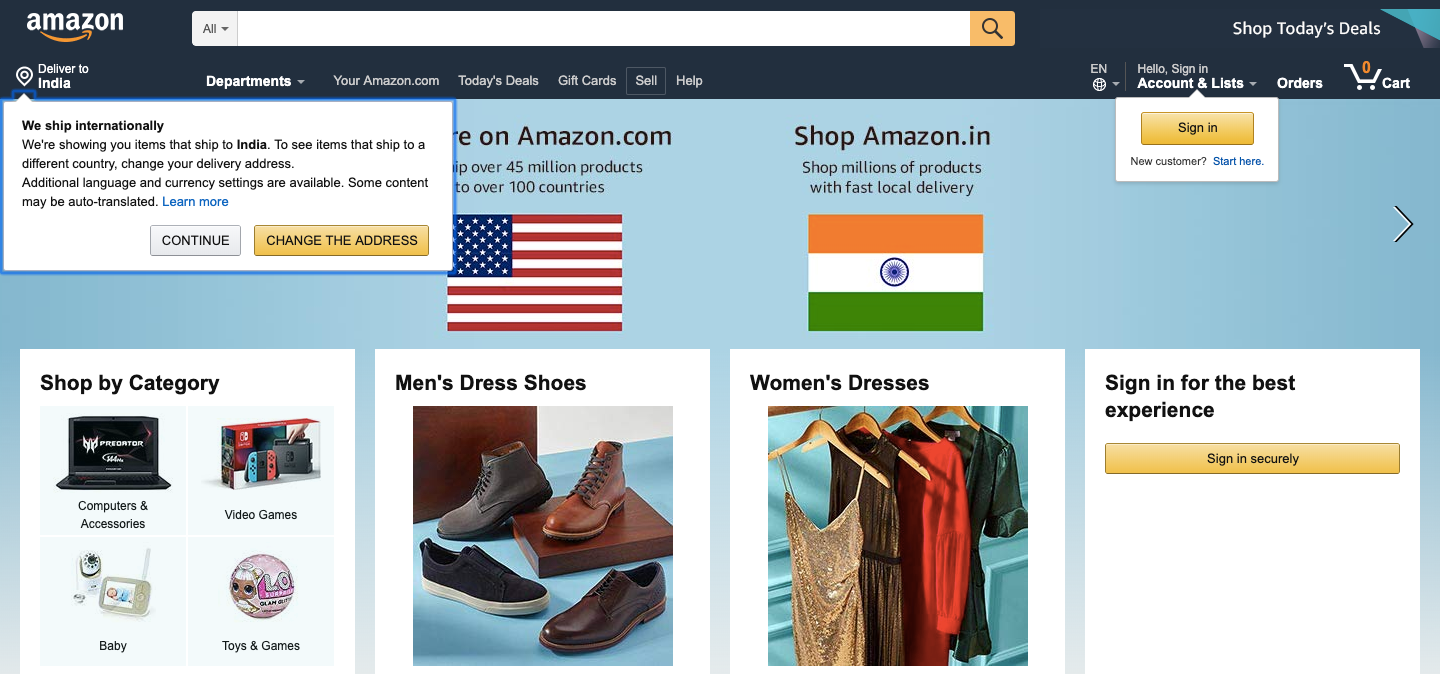 amazon
All
Shop Today's Deals
Deliver to
India
Departments
Your Amazon.com
Today's Deals
Gift Cards
Sell
Help
EN
Hello, Sign in
Account & Lists
Orders
0
Cart
We ship internationally
We're showing you items that ship to India. To see items that ship to a
different country, change your delivery address.
Additional language and currency settings are available. Some content
may be auto-translated. Learn more
CONTINUE
CHANGE THE ADDRESS
on Amazon.com
over 45 million products
to over 100 countries
Shop Amazon.in
Shop millions of products
with fast local delivery
Sign in
New customer? Start here.
Shop by Category
PREDATOR
Computers &
Accessories
Video Games
Baby
L.O.L.
SURPRISE
Toys & Games
Men's Dress Shoes
Women's Dresses
Sign in for the best
experience
Sign in securely